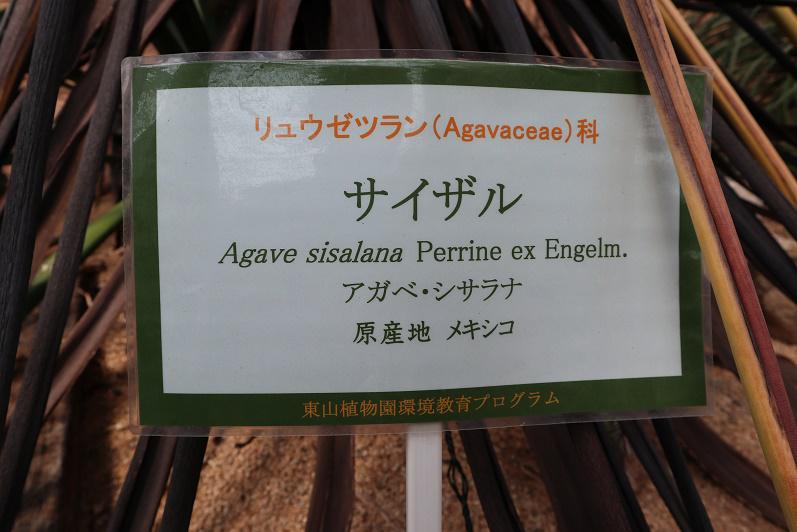 リュウゼツラン(Agavaceae)科
サイザル
Agave sisalana Perrine ex Engelm.
アガベ・シサラナ
原産地 メキシコ
東山植物園環境教育プログラム